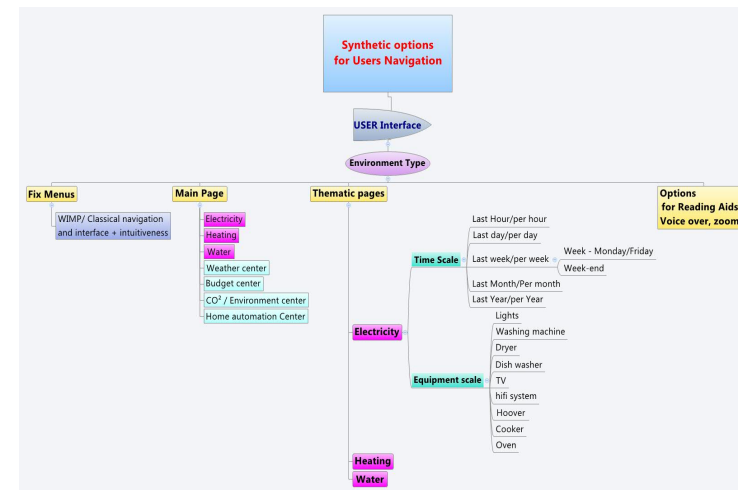 Synthetic options
for Users Navigation
USER Interface
Environment Type
Fix Menus
WIMP/ Classical navigation
and interface + intuitiveness
Main Page
Electricity
Heating
Water
Weather center
Budget center
CO² / Environment center
Home automation Center
Thematic pages
Electricity
Time Scale
Last Hour/per hour
Last day/per day
Last week/per week
Week - Monday/Friday
Week-end
Last Month/Per month
Last Year/per Year
Equipment scale
Lights
Washing machine
Dryer
Dish washer
TV
hifi system
Hoover
Cooker
Oven
Heating
Water
Options
for Reading Aids
Voice over, zoom